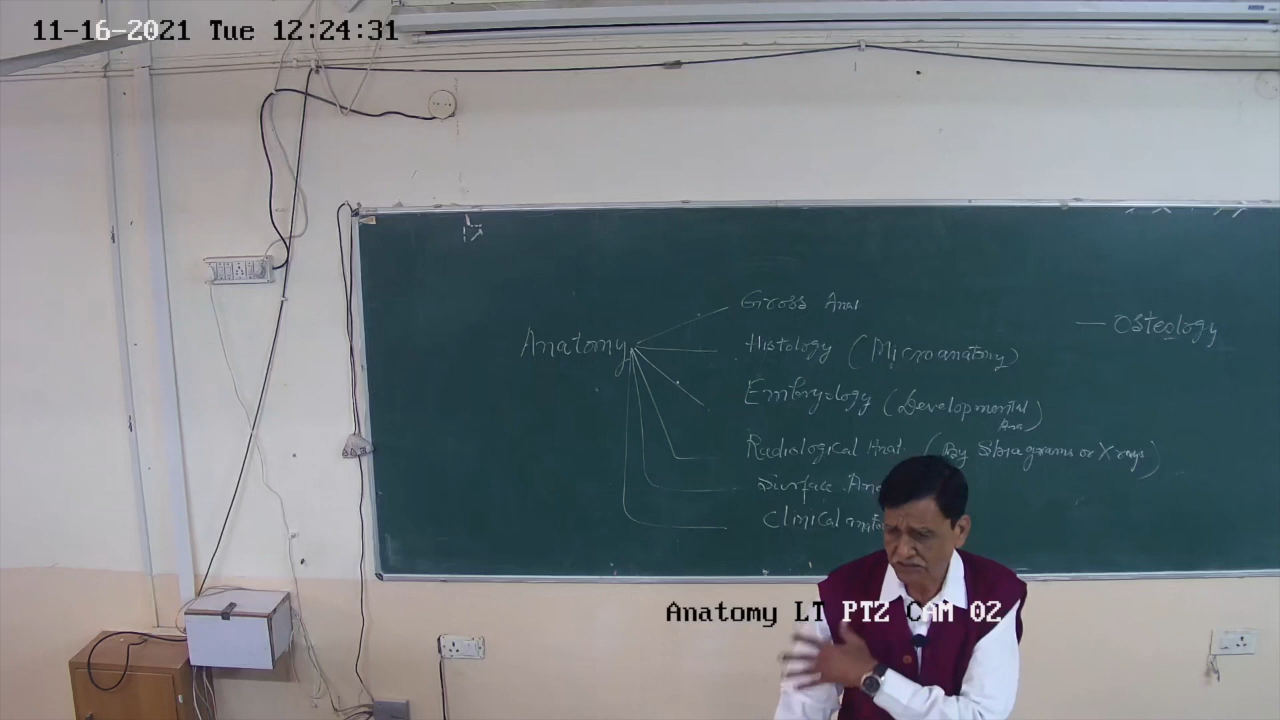 11-16-2021 Tue 12:24:31
Gross Anat
Anatomy
Histology (Microanatomy)
Osteology
Embryology (Developmental
Ana)
Radiological Anat. (By Skiagrams or X rays)
Surface Ana
Clinical anato
Anatomy LT PTZ CAM 02